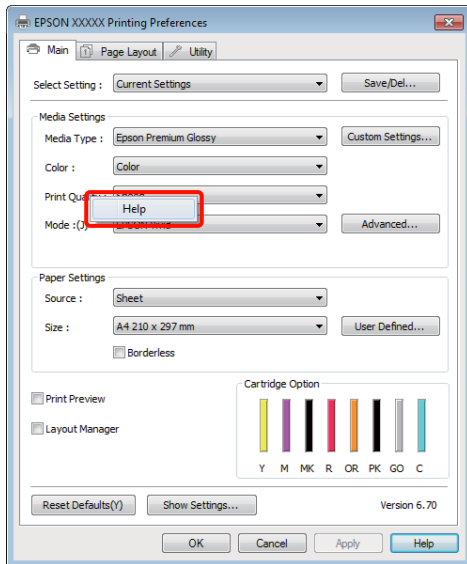 EPSON XXXXX Printing Preferences
Main Page Layout Utility
Select Setting : Current Settings Save/Del...
Media Settings
Media Type : Epson Premium Glossy Custom Settings...
Color : Color
Print Quality :
Help
Mode :(J) Advanced...
Paper Settings
Source : Sheet
Size : A4 210 x 297 mm User Defined...
Borderless
Print Preview
Layout Manager
Cartridge Option
Y M MK R OR PK GO C
Reset Defaults(Y) Show Settings... Version 6.70
OK Cancel Apply Help